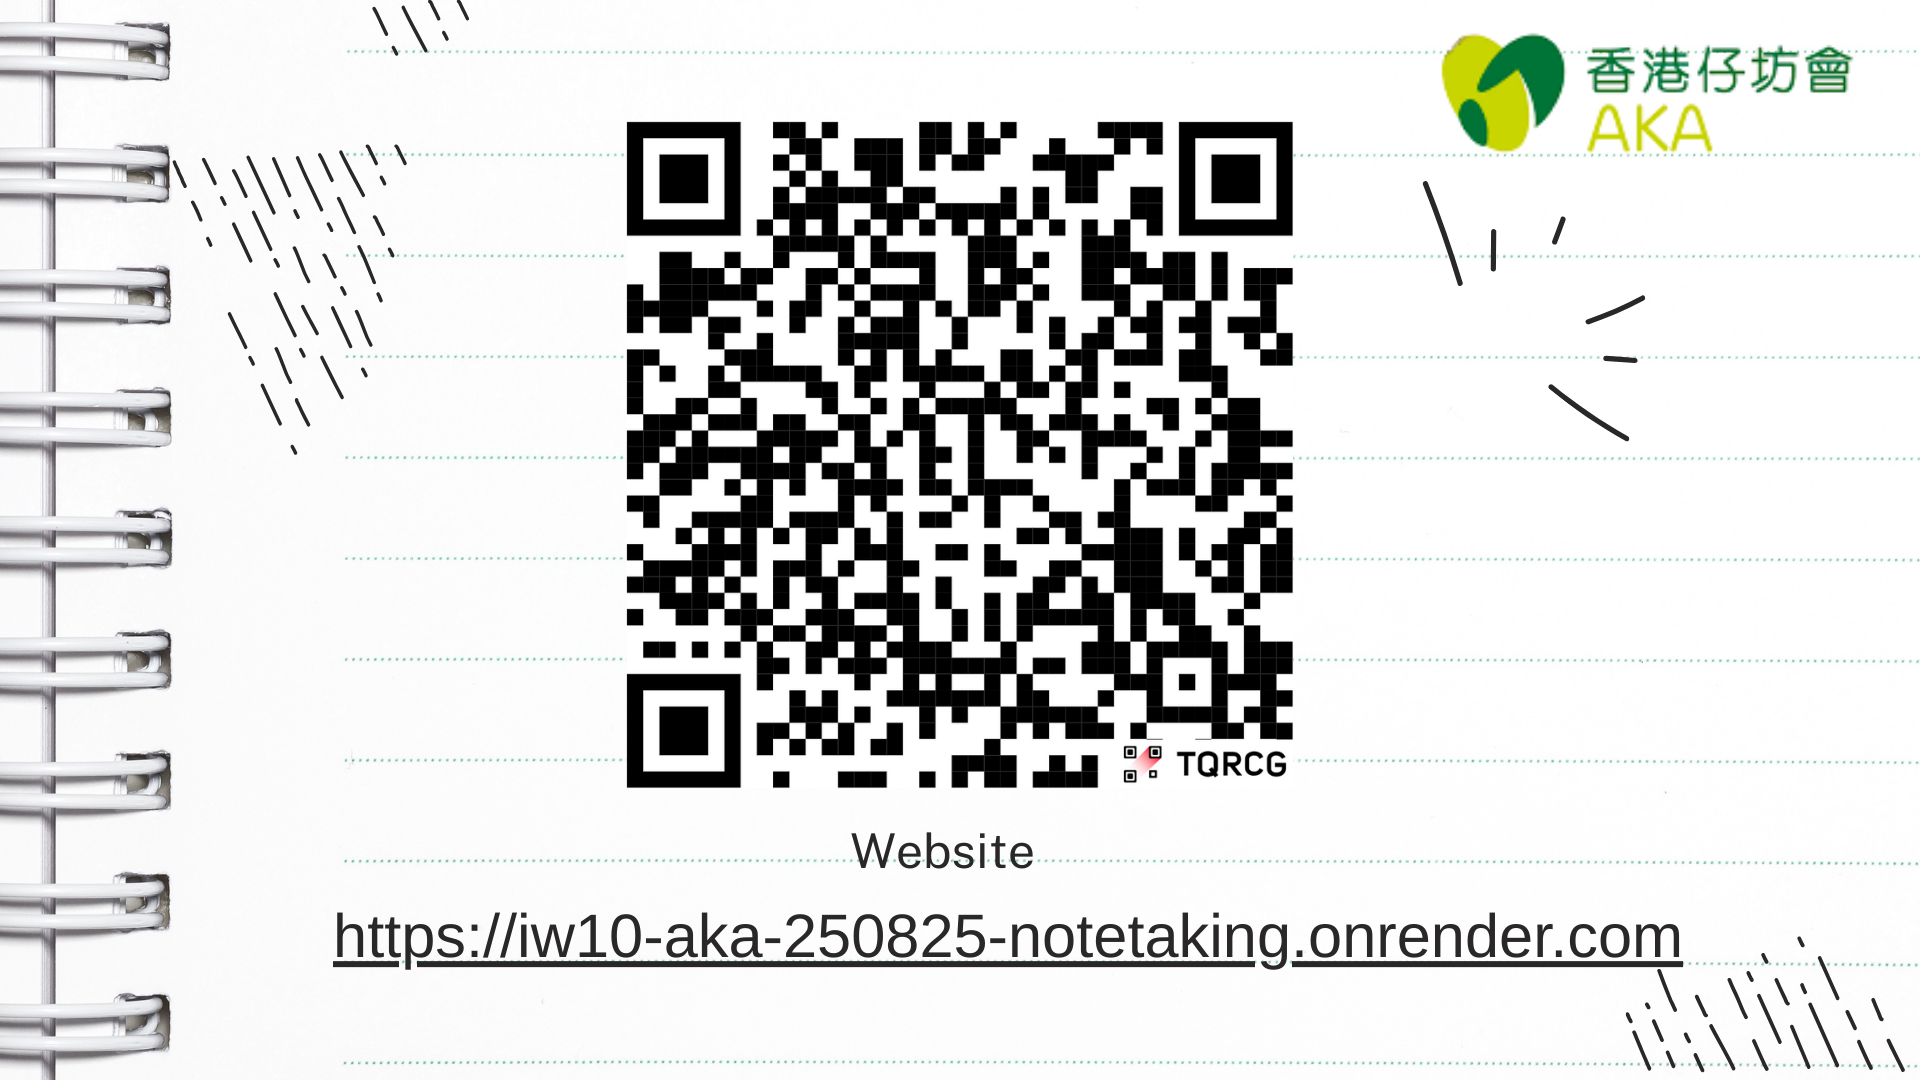 香港仔坊會
AKA
TQRCG
Website
https://iw10-aka-250825-notetaking.onrender.com